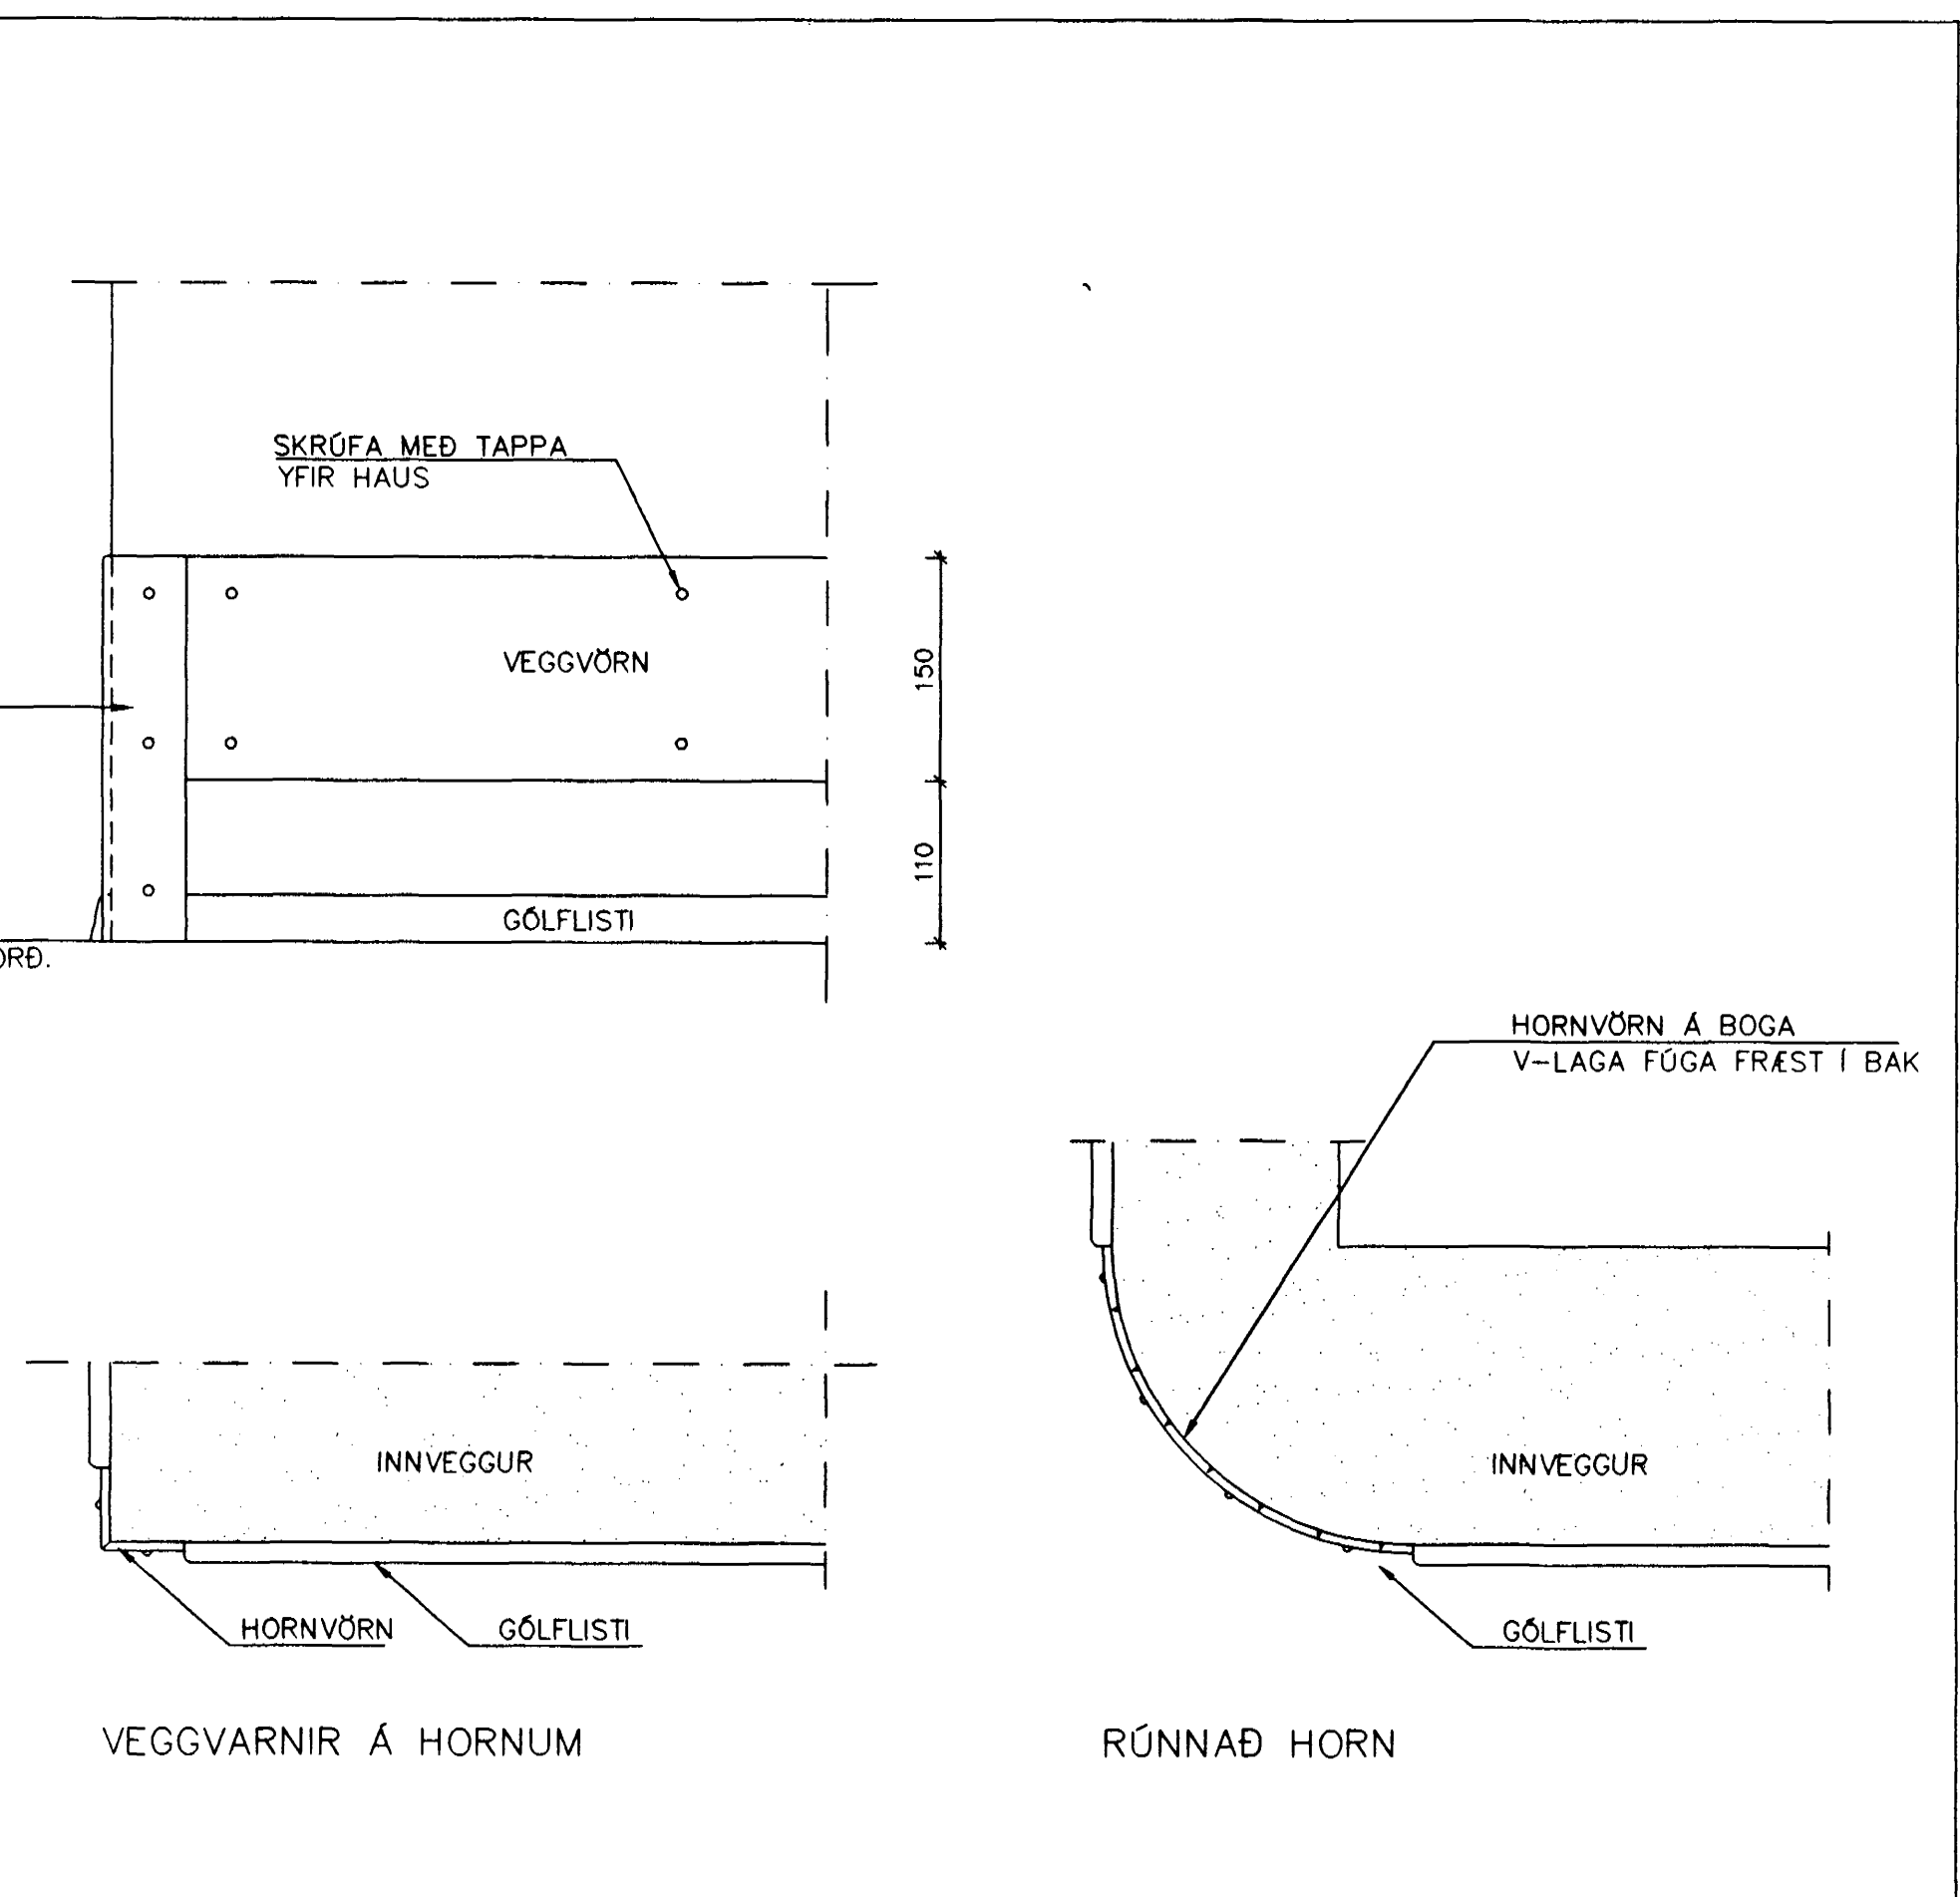 SKRÚFA MEÐ TAPPA
YFIR HAUS
VEGGVÖRN
150
110
GÓLFLISTI
HORNVÖRN Á BOGA
V-LAGA FÚGA FRÆST Í BAK
INNVEGGUR
INNVEGGUR
HORNVÖRN
GÓLFLISTI
GÓLFLISTI
VEGGVARNIR Á HORNUM
RÚNNAÐ HORN